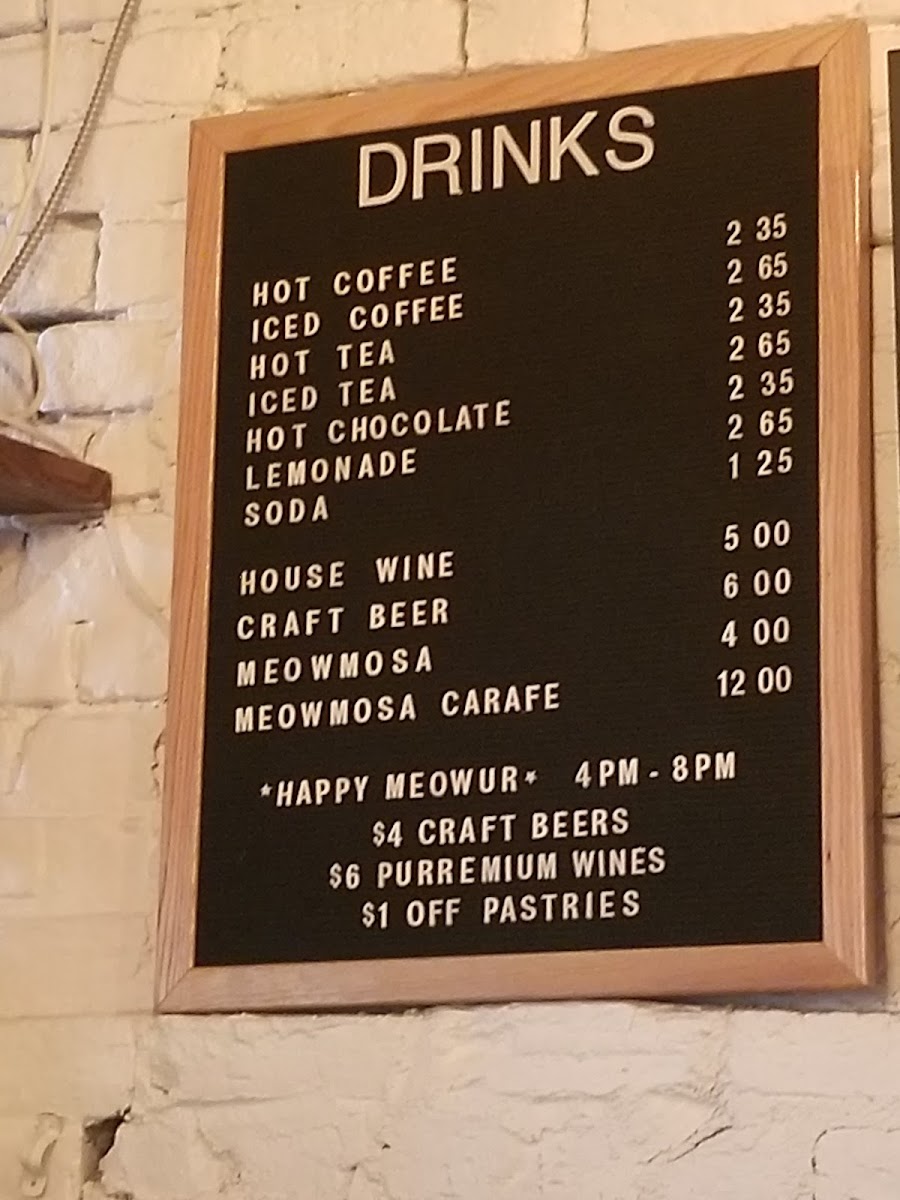 DRINKS
HOT COFFEE 2 35
ICED COFFEE 2 65
HOT TEA 2 35
ICED TEA 2 65
HOT CHOCOLATE 2 35
LEMONADE 2 65
SODA 1 25
HOUSE WINE 5 00
CRAFT BEER 6 00
MEOWMOSA 4 00
MEOWMOSA CARAFE 12 00
*HAPPY MEOWUR* 4PM - 8PM
$4 CRAFT BEERS
$6 PURREMIUM WINES
$1 OFF PASTRIES